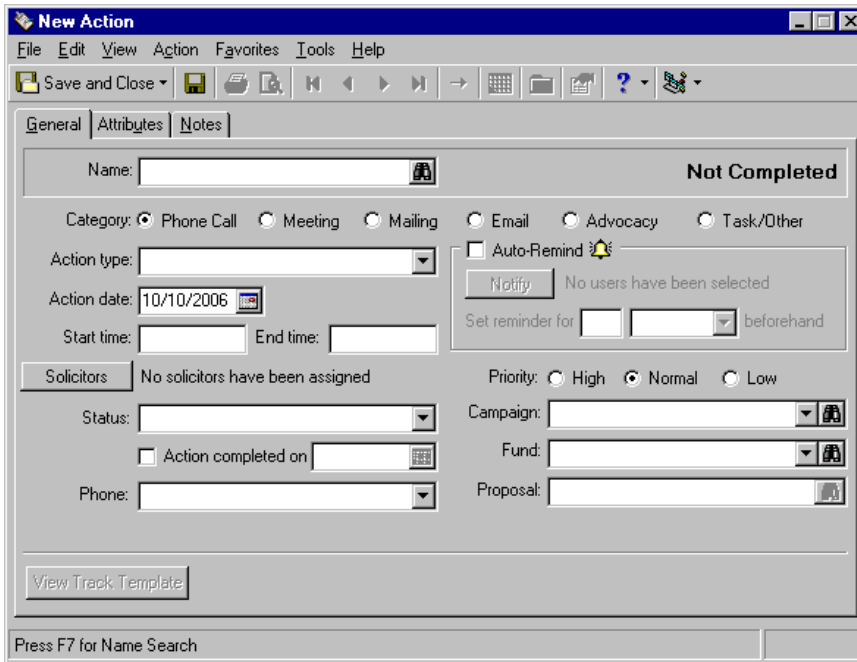 New Action
File Edit View Action Favorites Tools Help
Save and Close ?
General Attributes Notes
Name: Not Completed
Category: Phone Call Meeting Mailing Email Advocacy Task/Other
Action type: Auto-Remind
Notify No users have been selected
Action date: 10/10/2006
Set reminder for beforehand
Start time: End time:
Solicitors No solicitors have been assigned Priority: High Normal Low
Status: Campaign:
Action completed on Fund:
Phone: Proposal:
View Track Template
Press F7 for Name Search